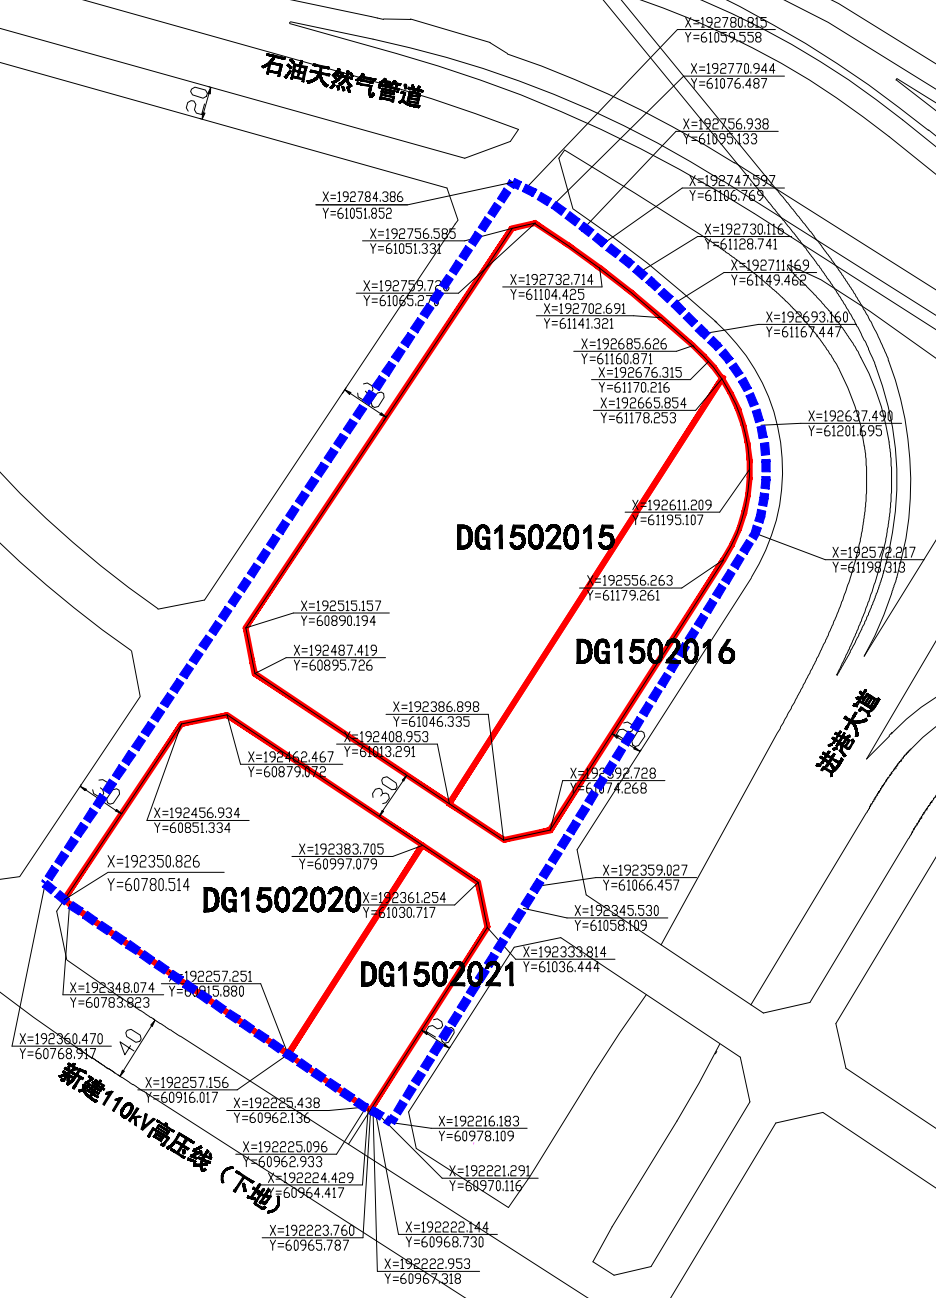 X=192780.815
Y=61059.558
石油天然气管道
X=192770.944
Y=61076.487
20
X=192756.938
Y=61095.133
X=192747.597
Y=61106.769
X=192784.386
Y=61051.852
X=192730.116
Y=61128.741
X=192756.585
Y=61051.331
X=192711.169
Y=61149.462
X=192732.714
Y=61104.425
X=192702.691
Y=61141.321
X=192693.160
Y=61167.447
X=192685.626
Y=61160.871
X=192676.315
Y=61170.216
X=192665.854
Y=61178.253
X=192637.490
Y=61201.695
X=192611.209
Y=61195.107
DG1502015
X=192572.217
Y=61198.313
X=192556.263
Y=61179.261
X=192515.157
Y=60890.194
DG1502016
X=192487.419
Y=60895.726
X=192386.898
Y=61046.335
进港大道
X=192408.953
Y=61013.291
X=192462.467
Y=60879.072
X=192392.728
Y=61074.268
30
X=192456.934
Y=60851.334
X=192383.705
Y=60997.079
X=192350.826
Y=60780.514
X=192359.027
Y=61066.457
DG1502020
X=192361.254
Y=61030.717
X=192345.530
Y=61058.109
X=192333.814
Y=61036.444
DG1502021
X=192257.251
Y=60915.880
X=192348.074
Y=60783.823
X=192360.470
Y=60768.917
40
新建110kV高压线（下地）
X=192257.156
Y=60916.017
X=192225.438
Y=60962.136
X=192216.183
Y=60978.109
X=192225.096
Y=60962.933
X=192221.291
Y=60970.116
X=192224.429
Y=60964.417
X=192223.760
Y=60965.787
X=192222.144
Y=60968.730
X=192222.953
Y=60967.318